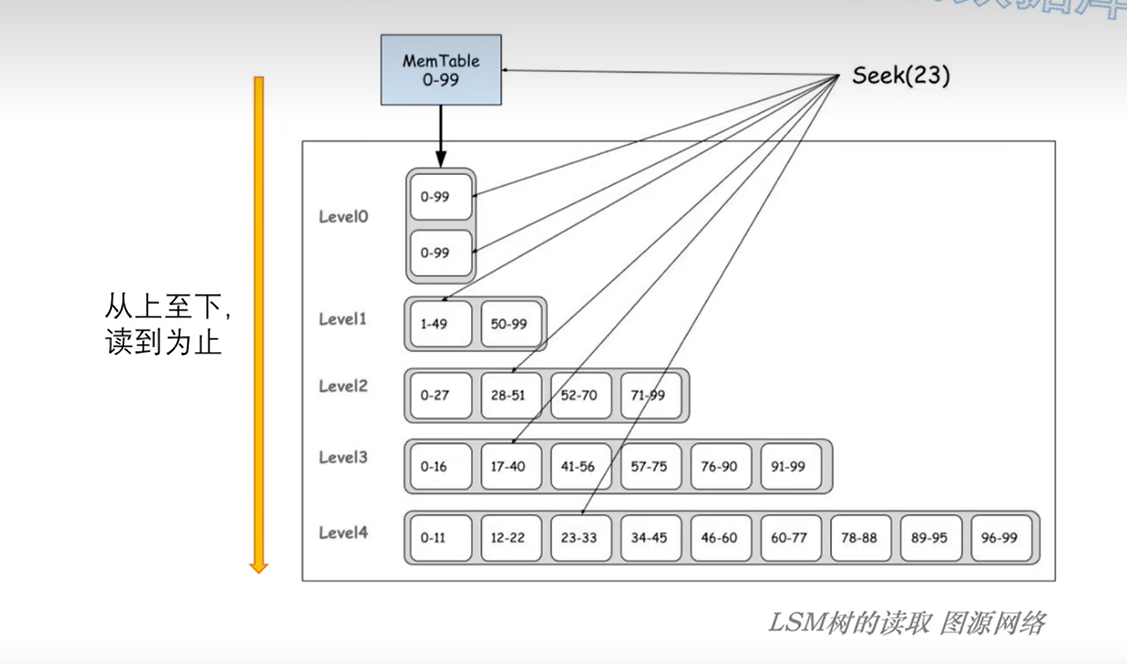 数据库
MemTable
0-99
Seek(23)
Level0
0-99
0-99
从上至下,
读到为止
Level1
1-49 50-99
Level2
0-27 28-51 52-70 71-99
Level3
0-16 17-40 41-56 57-75 76-90 91-99
Level4
0-11 12-22 23-33 34-45 46-60 60-77 78-88 89-95 96-99
LSM树的读取 图源网络